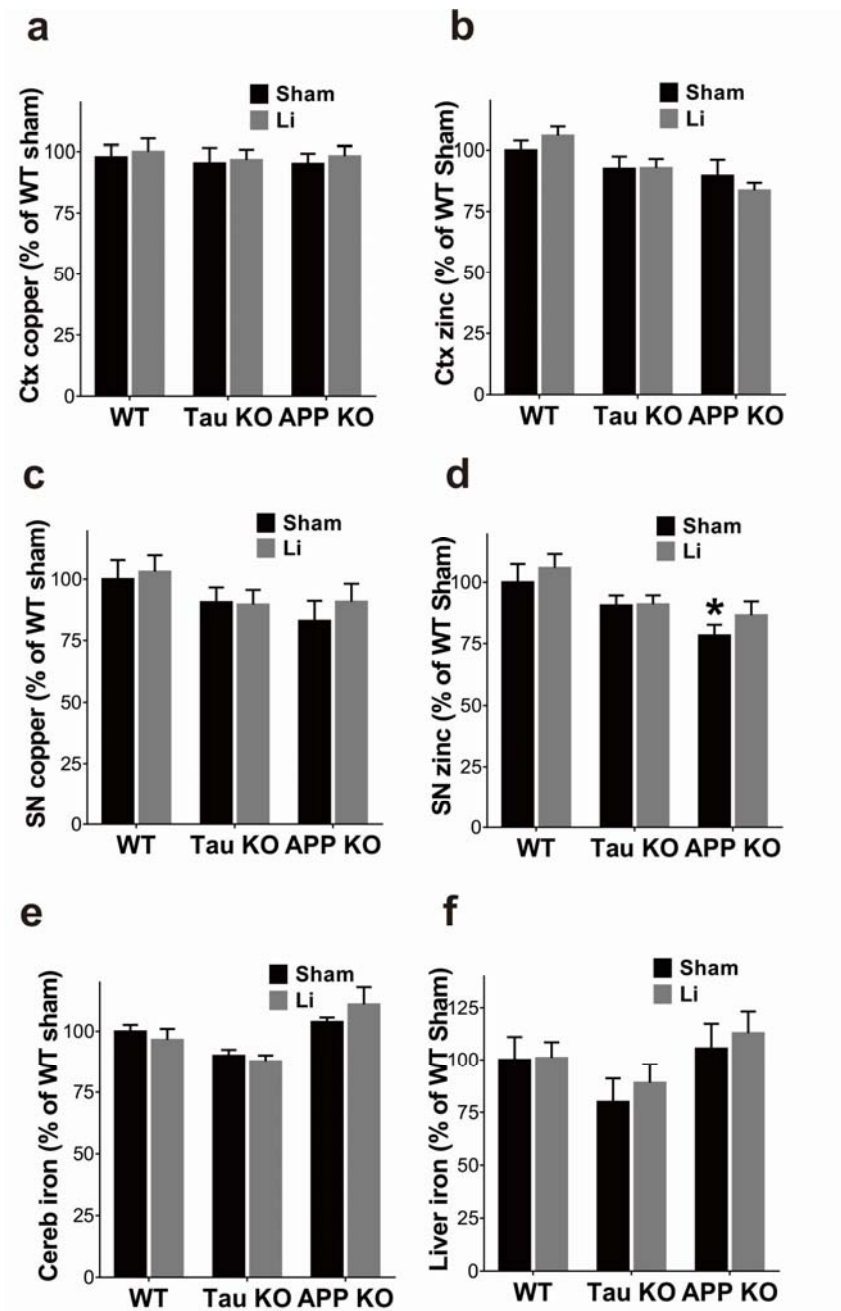 a
Sham
Li
Ctx copper (% of WT sham)
100
75
50
25
0
WT Tau KO APP KO
b
Sham
Li
Ctx zinc (% of WT Sham)
100
75
50
25
0
WT Tau KO APP KO
c
Sham
Li
SN copper (% of WT sham)
100
75
50
25
0
WT Tau KO APP KO
d
Sham
Li
SN zinc (% of WT Sham)
100
75
50
25
0
*
WT Tau KO APP KO
e
Sham
Li
Cereb iron (% of WT sham)
100
75
50
25
0
WT Tau KO APP KO
f
Sham
Li
Liver iron (% of WT Sham)
125
100
75
50
25
0
WT Tau KO APP KO